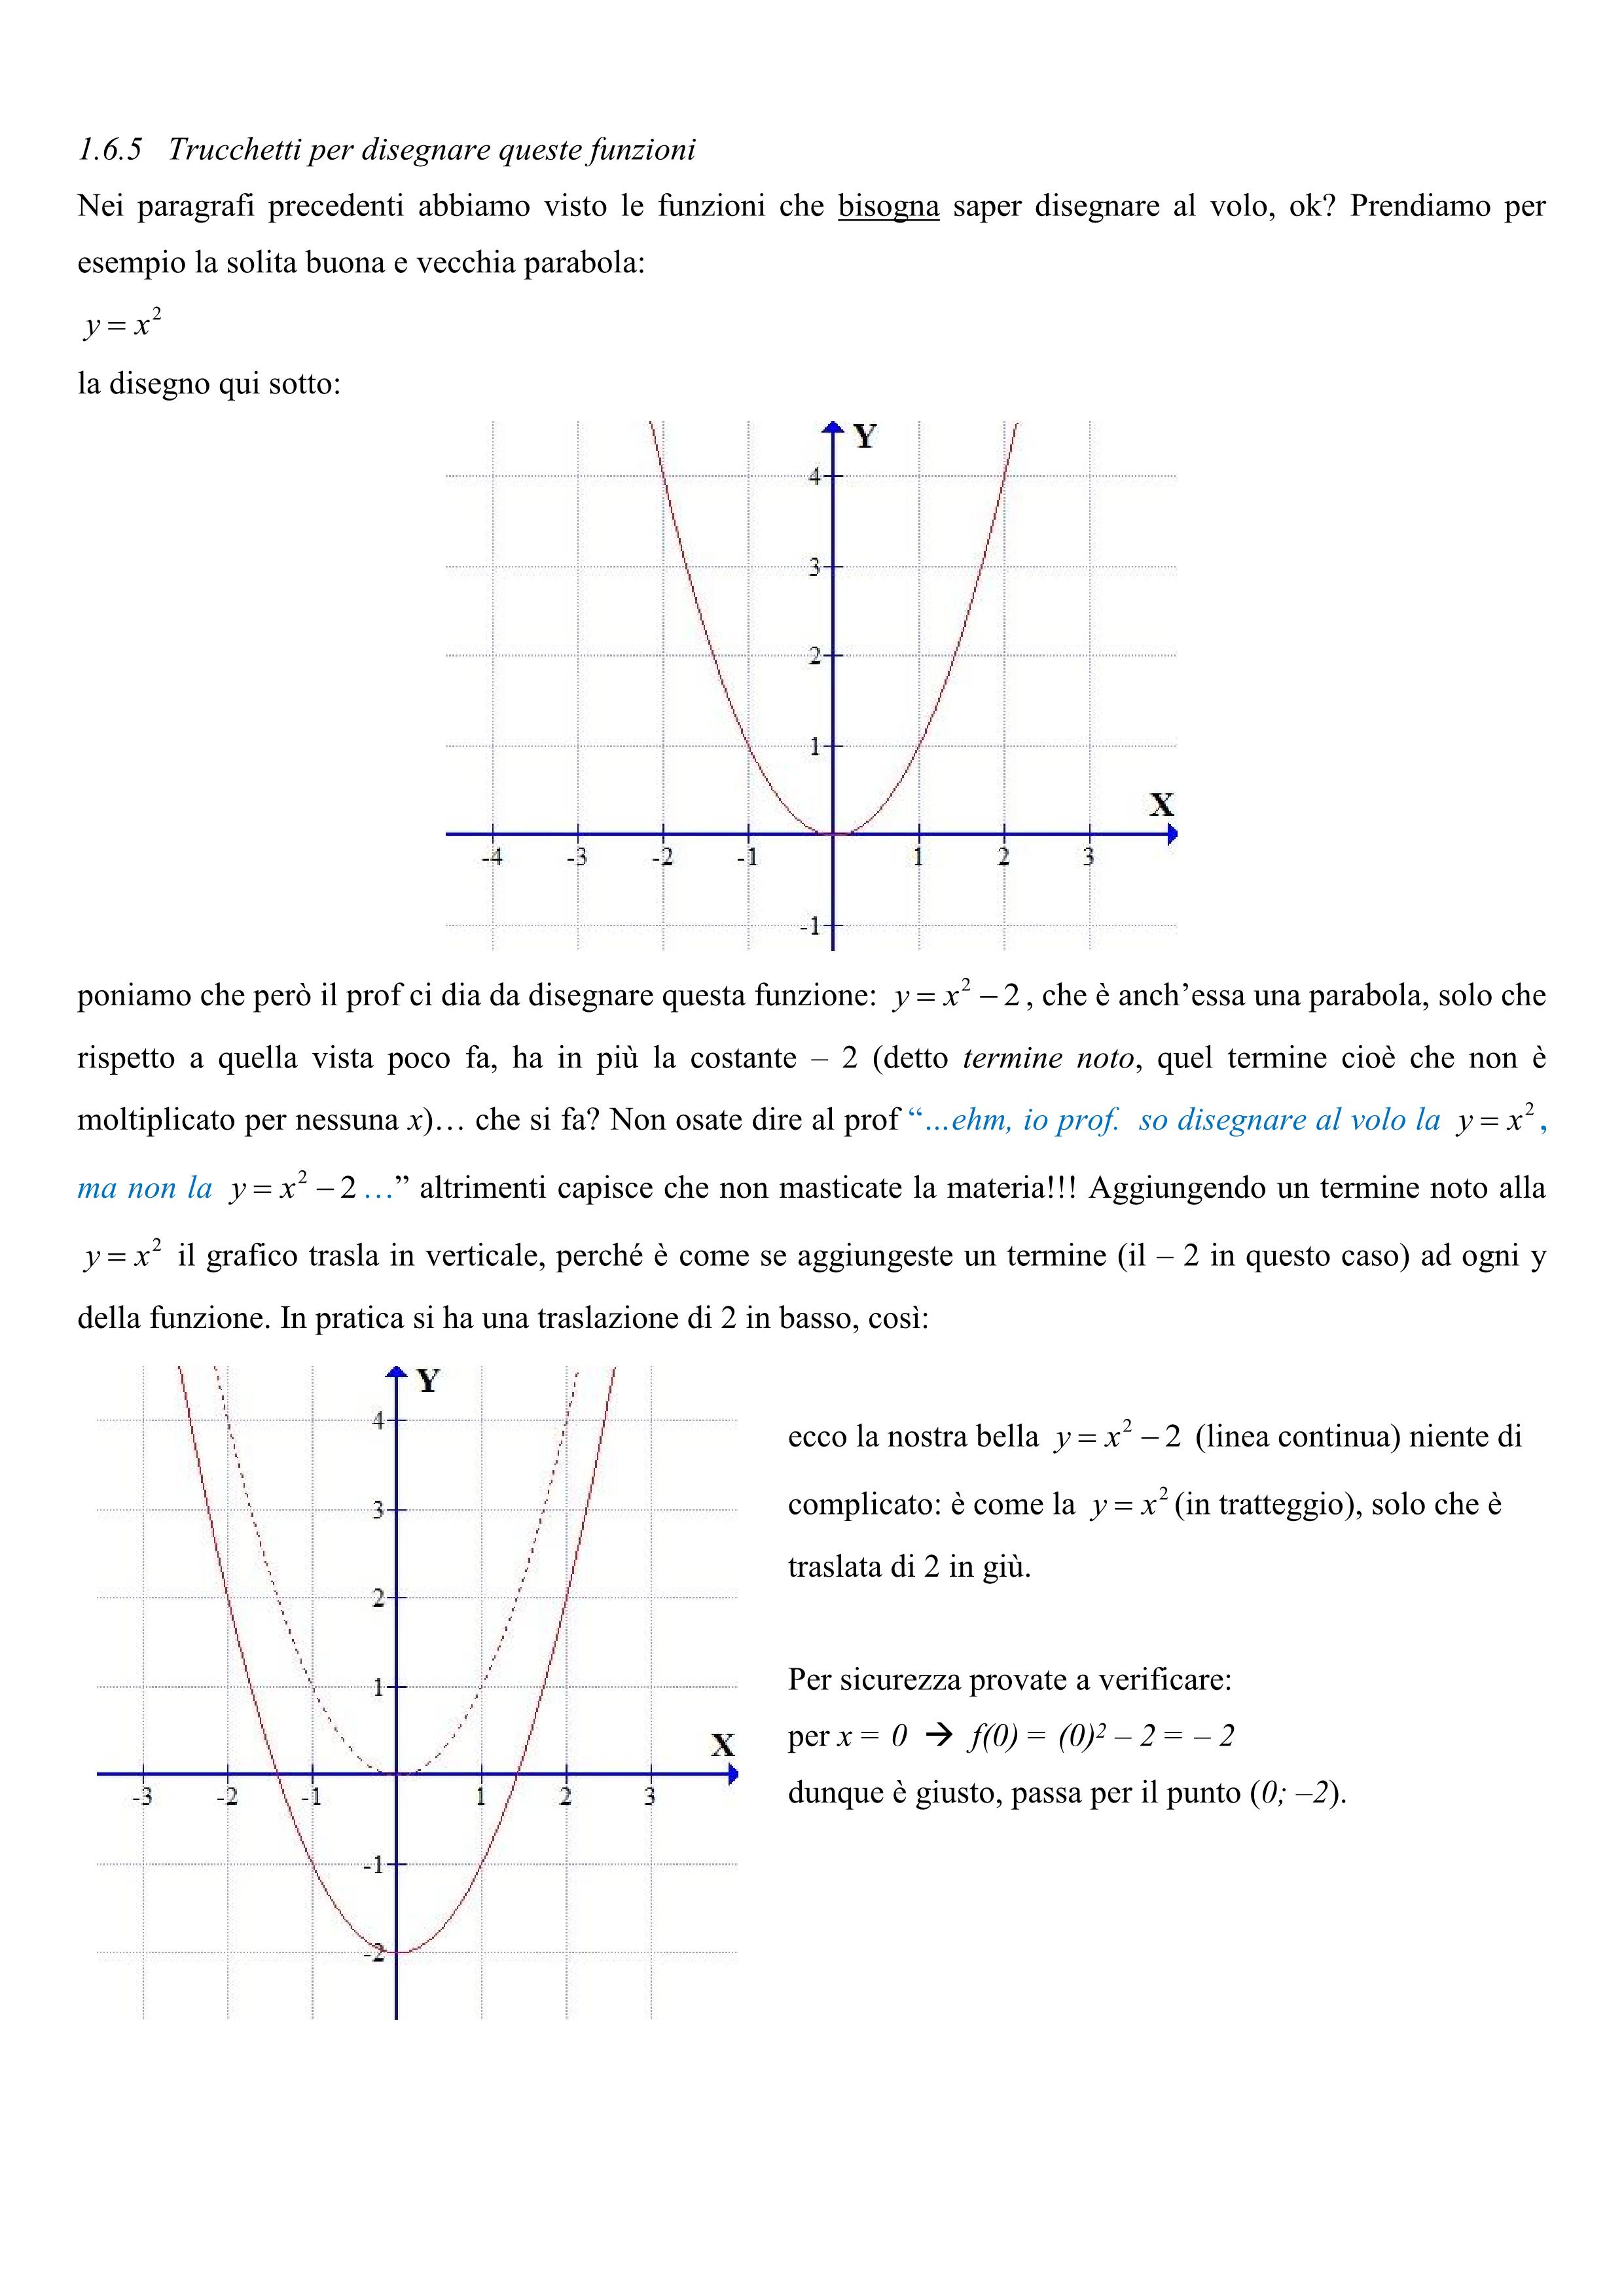 1.6.5 Trucchetti per disegnare queste funzioni
Nei paragrafi precedenti abbiamo visto le funzioni che bisogna saper disegnare al volo, ok? Prendiamo per
esempio la solita buona e vecchia parabola:
y = x²
la disegno qui sotto:
Y
4
3
2
1
X
-4 -3 -2 -1 1 2 3
-1
poniamo che però il prof ci dia da disegnare questa funzione: y = x² – 2, che è anch’essa una parabola, solo che
rispetto a quella vista poco fa, ha in più la costante – 2 (detto termine noto, quel termine cioè che non è
moltiplicato per nessuna x)… che si fa? Non osate dire al prof “…ehm, io prof. so disegnare al volo la y = x²,
ma non la y = x² – 2…” altrimenti capisce che non masticate la materia!!! Aggiungendo un termine noto alla
y = x² il grafico trasla in verticale, perché è come se aggiungeste un termine (il – 2 in questo caso) ad ogni y
della funzione. In pratica si ha una traslazione di 2 in basso, così:
Y
4
3
2
1
X
-3 -2 -1 1 2 3
-1
-2
ecco la nostra bella y = x² – 2 (linea continua) niente di
complicato: è come la y = x² (in tratteggio), solo che è
traslata di 2 in giù.
Per sicurezza provate a verificare:
per x = 0 → f(0) = (0)² – 2 = – 2
dunque è giusto, passa per il punto (0; –2).